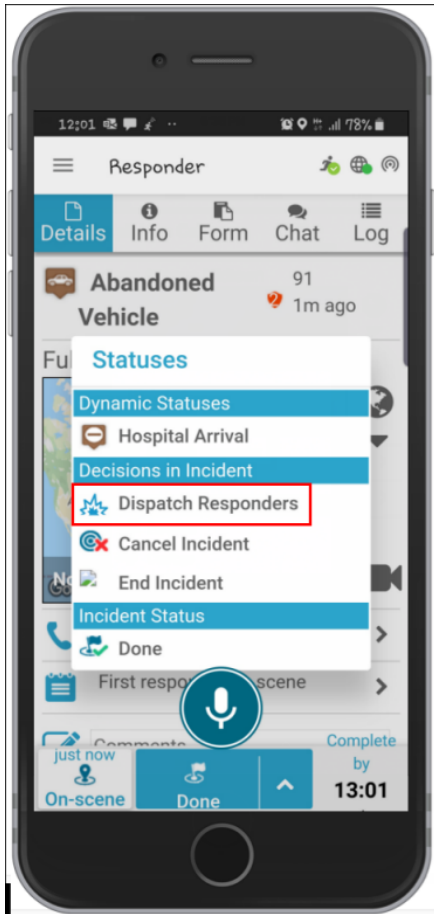 12:01 78%
Responder
Details Info Form Chat Log
Abandoned 91
Vehicle 1m ago
Statuses
Dynamic Statuses
Hospital Arrival
Decisions in Incident
Dispatch Responders
Cancel Incident
End Incident
Incident Status
Done
First scene
Comments Complete
just now by
On-scene Done 13:01